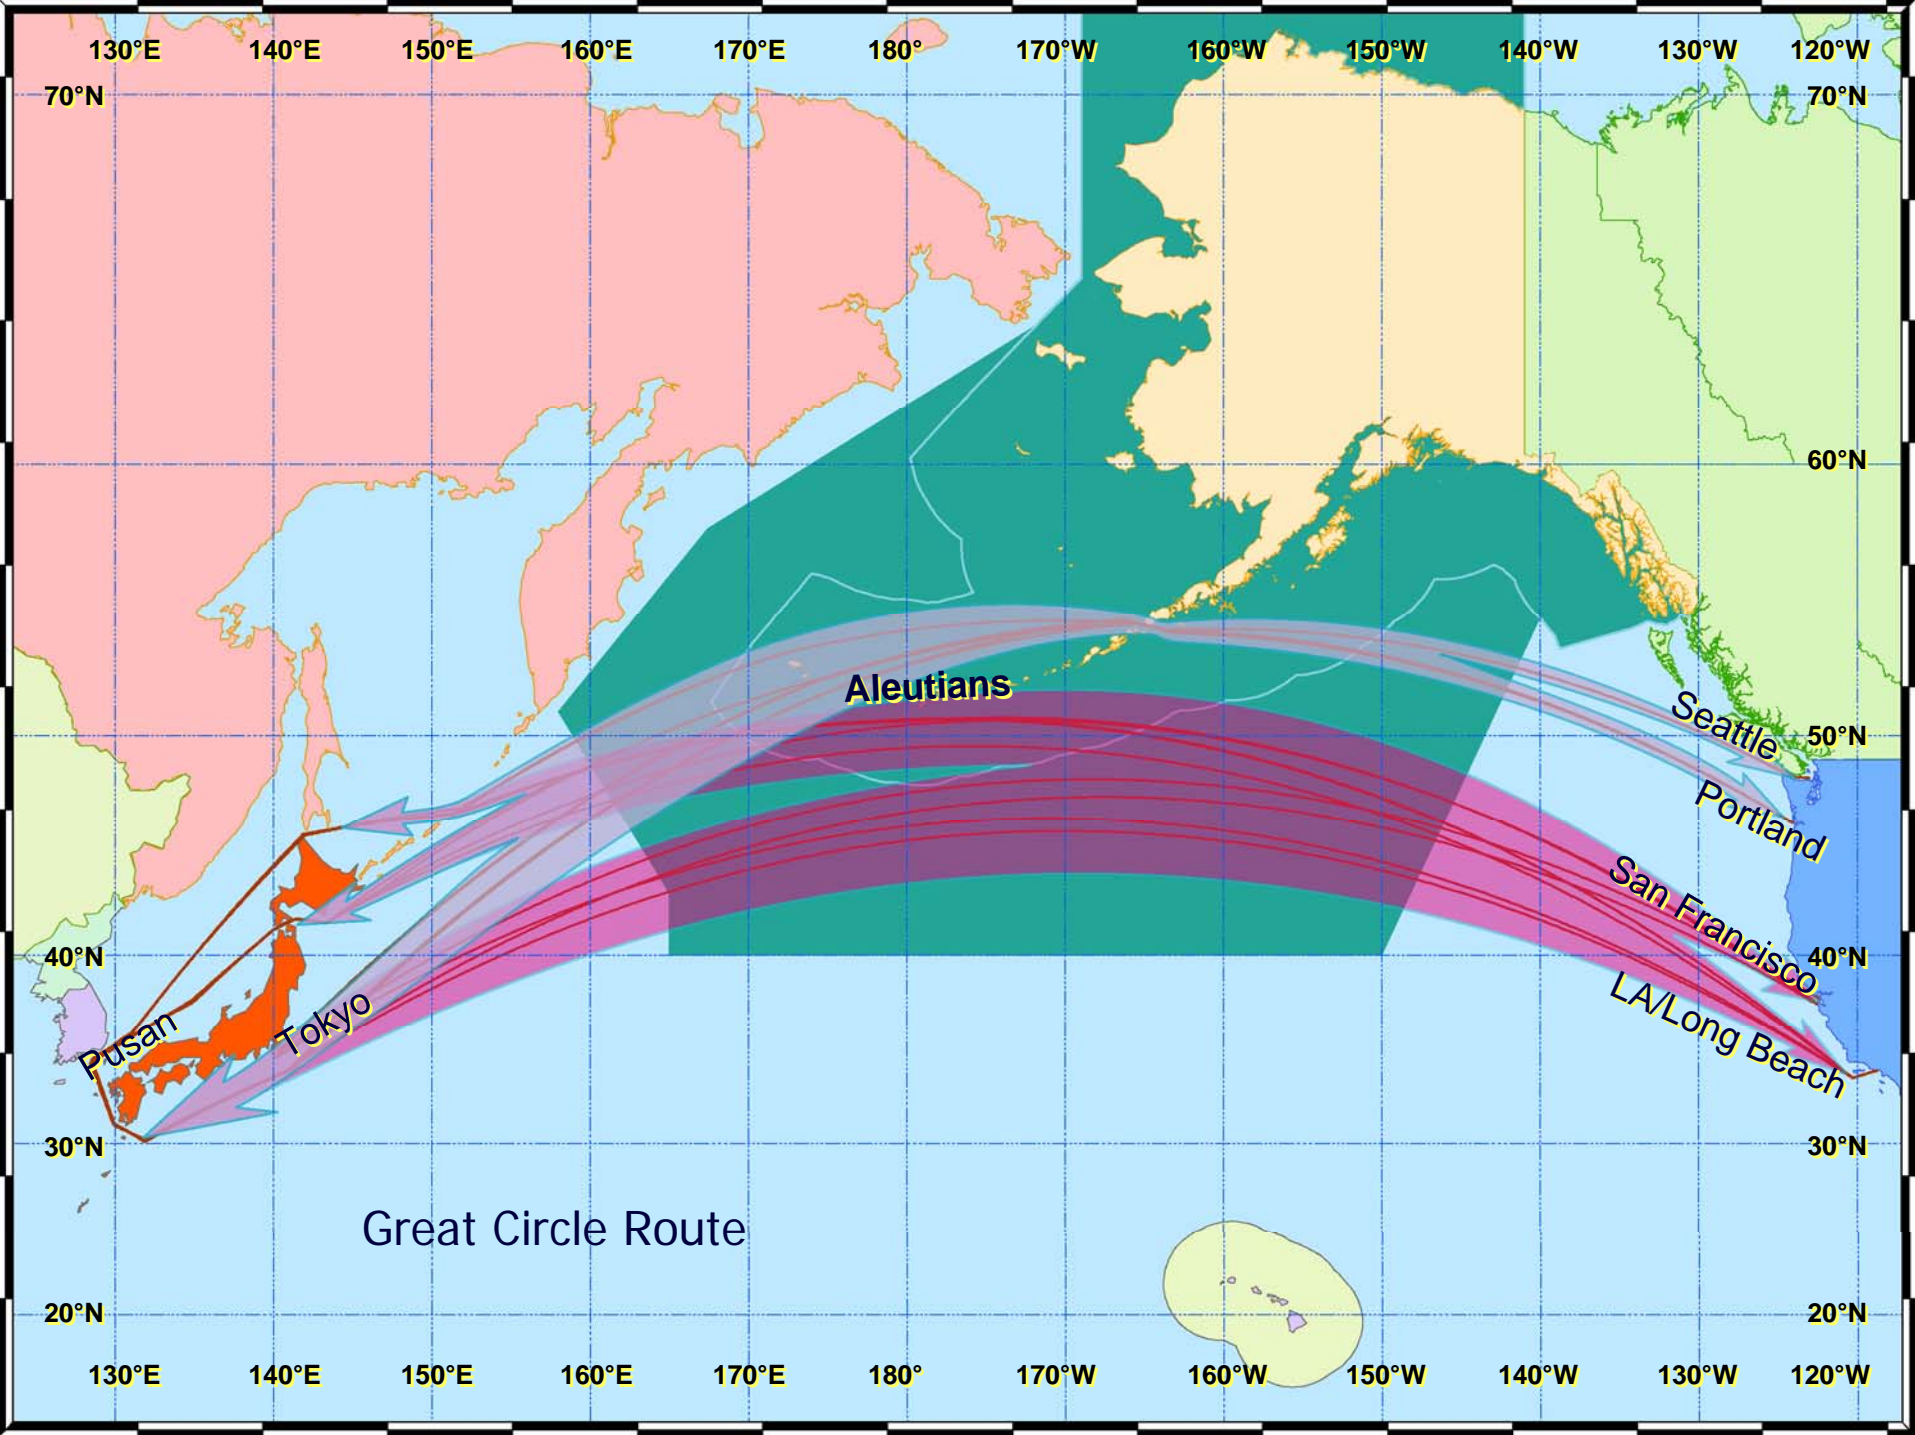 130°E 140°E 150°E 160°E 170°E 180° 170°W 160°W 150°W 140°W 130°W 120°W
70°N 70°N
60°N
Aleutians
Seattle
50°N
Portland
San Francisco
40°N 40°N
LA/Long Beach
Tokyo
Pusan
30°N 30°N
Great Circle Route
20°N 20°N
130°E 140°E 150°E 160°E 170°E 180° 170°W 160°W 150°W 140°W 130°W 120°W